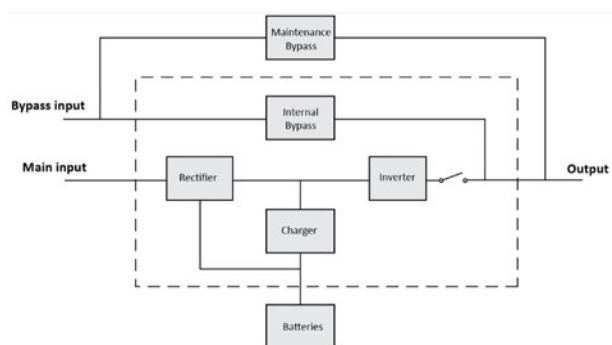 Maintenance
Bypass
Bypass input
Internal
Bypass
Main input
Rectifier
Inverter
Output
Charger
Batteries